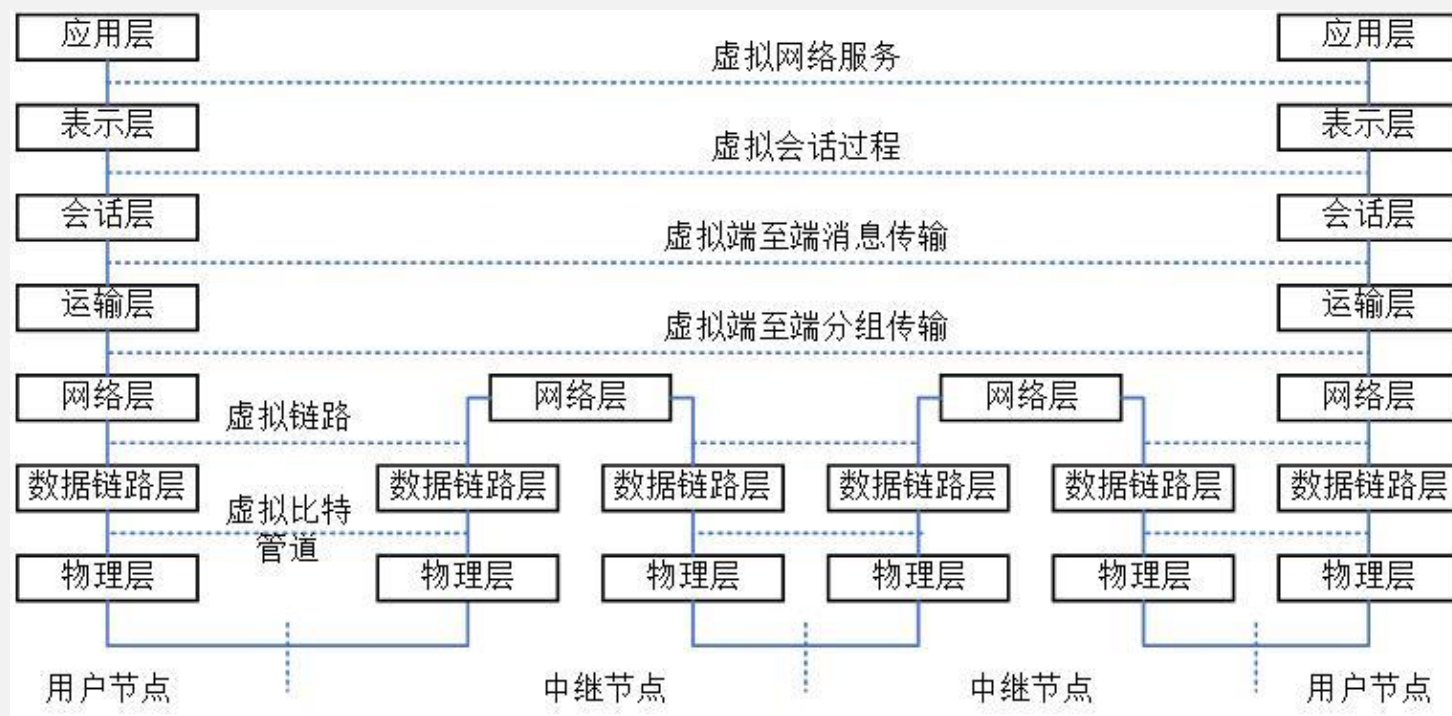 应用层
应用层
虚拟网络服务
表示层
表示层
虚拟会话过程
会话层
会话层
虚拟端至端消息传输
运输层
运输层
虚拟端至端分组传输
网络层
网络层
网络层
网络层
虚拟链路
数据链路层
数据链路层
数据链路层
数据链路层
数据链路层
数据链路层
虚拟比特
管道
物理层
物理层
物理层
物理层
物理层
物理层
用户节点
中继节点
中继节点
用户节点